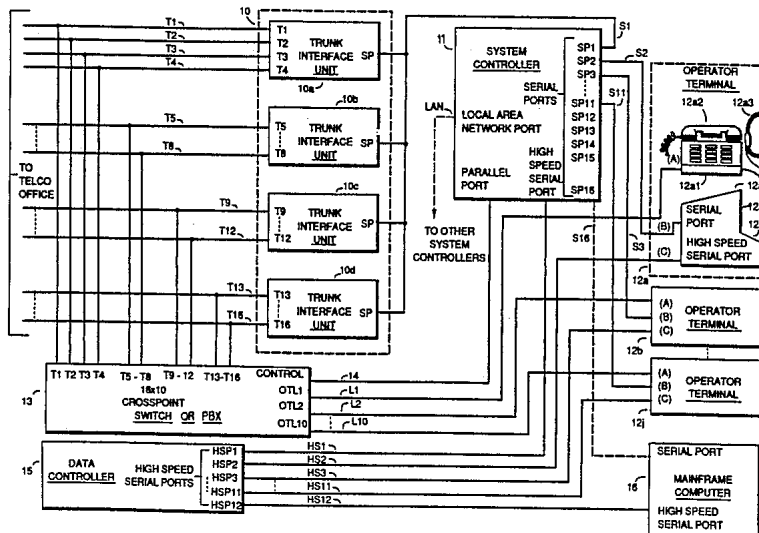 T1
T2
T3
T4
10
T1
T2
T3
T4
TRUNK
INTERFACE
UNIT
SP
10a
T5
T8
10b
T5
T8
TRUNK
INTERFACE
UNIT
SP
TO
TELCO
OFFICE
T9
T12
10c
T9
T12
TRUNK
INTERFACE
UNIT
SP
T13
T16
10d
T13
T16
TRUNK
INTERFACE
UNIT
SP
11
SYSTEM
CONTROLLER
SERIAL
PORTS
LAN
LOCAL AREA
NETWORK PORT
HIGH
SPEED
SERIAL
PORT
PARALLEL
PORT
SP1
SP2
SP3
SP11
SP12
SP13
SP14
SP15
SP16
S1
S2
S11
S16
S3
TO OTHER
SYSTEM
CONTROLLERS
OPERATOR
TERMINAL
12a2
12a3
(A)
12a1
(B)
SERIAL
PORT
(C)
HIGH SPEED
SERIAL PORT
12a
(A)
(B)
(C)
OPERATOR
TERMINAL
12b
(A)
(B)
(C)
OPERATOR
TERMINAL
12j
13
T1 T2 T3 T4 T5-T8 T9-12 T13-T16
CONTROL
16x10
CROSSPOINT
SWITCH OR PBX
OTL1
OTL2
OTL10
14
L1
L2
L10
15
DATA
CONTROLLER
HIGH SPEED
SERIAL PORTS
HSP1
HSP2
HSP3
HSP11
HSP12
HS1
HS2
HS3
HS11
HS12
SERIAL PORT
16
MAINFRAME
COMPUTER
HIGH SPEED
SERIAL PORT